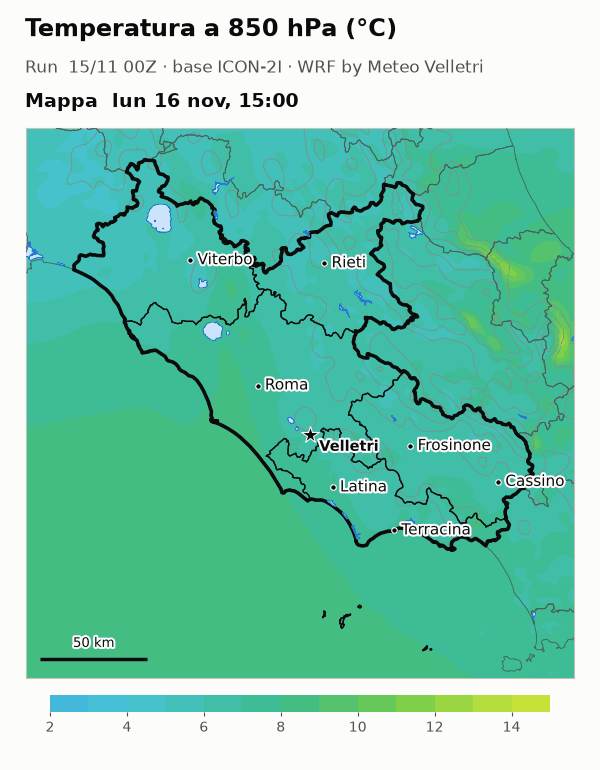 Temperatura a 850 hPa (°C)
Run  15/11 00Z · base ICON-2I · WRF by Meteo Velletri
Mappa  lun 16 nov, 15:00
Viterbo
Rieti
Roma
Velletri
Frosinone
Latina
Cassino
Terracina
50 km
2 4 6 8 10 12 14